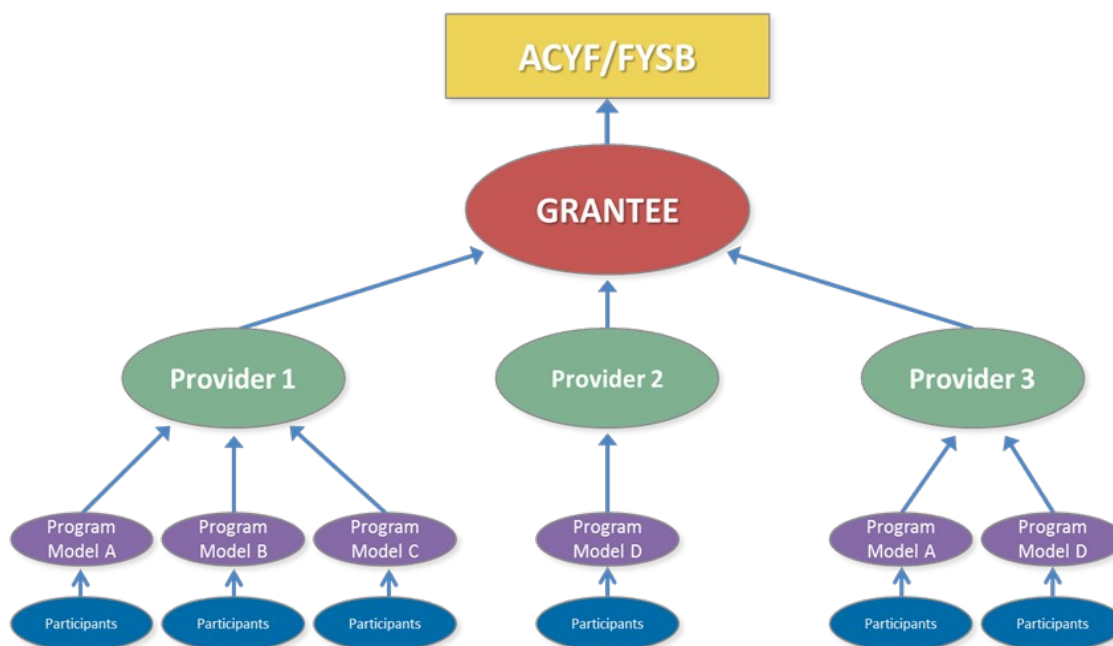 ACYF/FYSB
GRANTEE
Provider 1
Provider 2
Provider 3
Program
Model A
Program
Model B
Program
Model C
Program
Model D
Program
Model A
Program
Model D
Participants
Participants
Participants
Participants
Participants
Participants